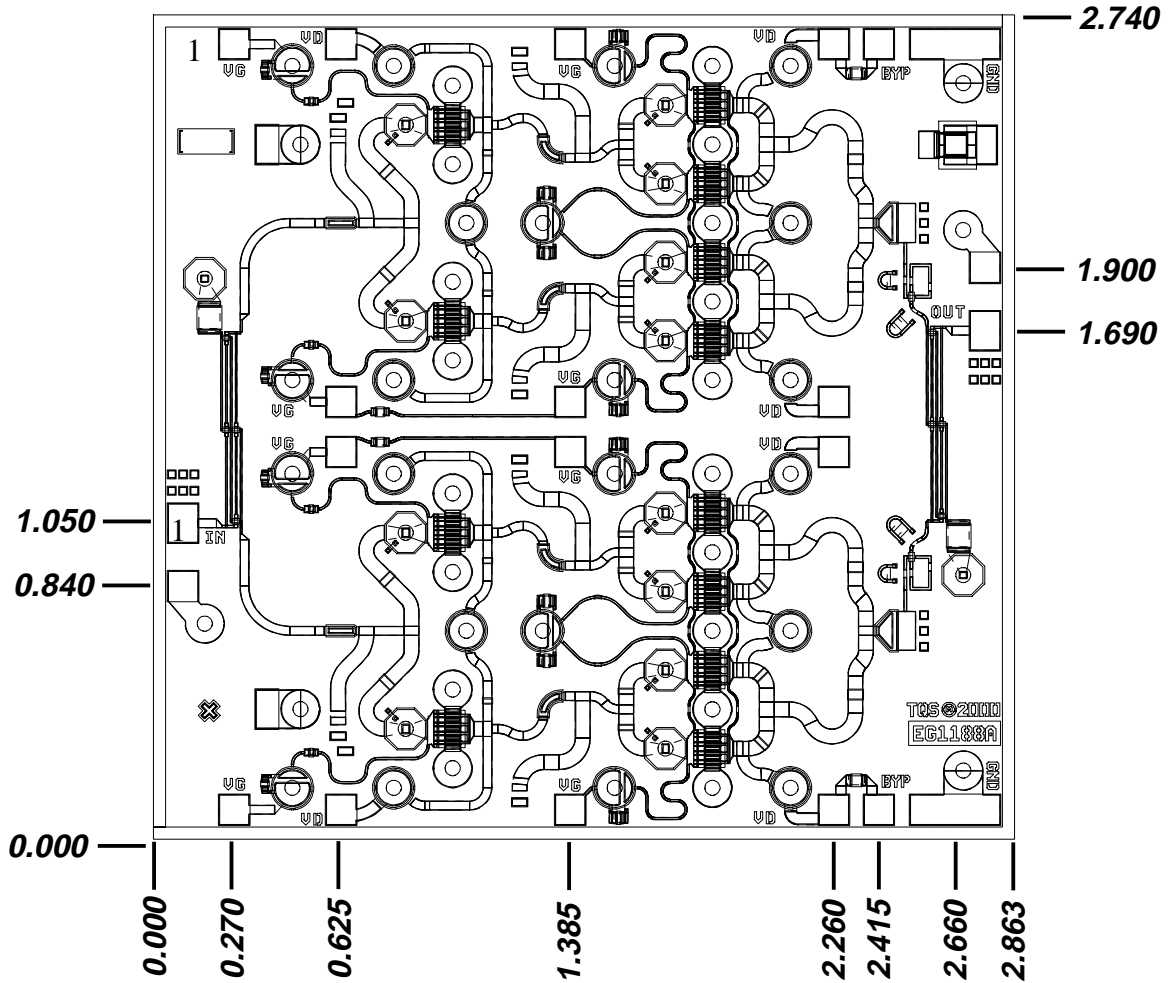 2.740
1
VG
VD
VG
VD
BYP
GND
1.900
OUT
1.690
VG
VG
VD
VG
VG
VD
1.050
1
IN
0.840
TQS 2000
EG1188A
VG
VD
VG
VD
BYP
GND
0.000
0.000
0.270
0.625
1.385
2.260
2.415
2.660
2.863